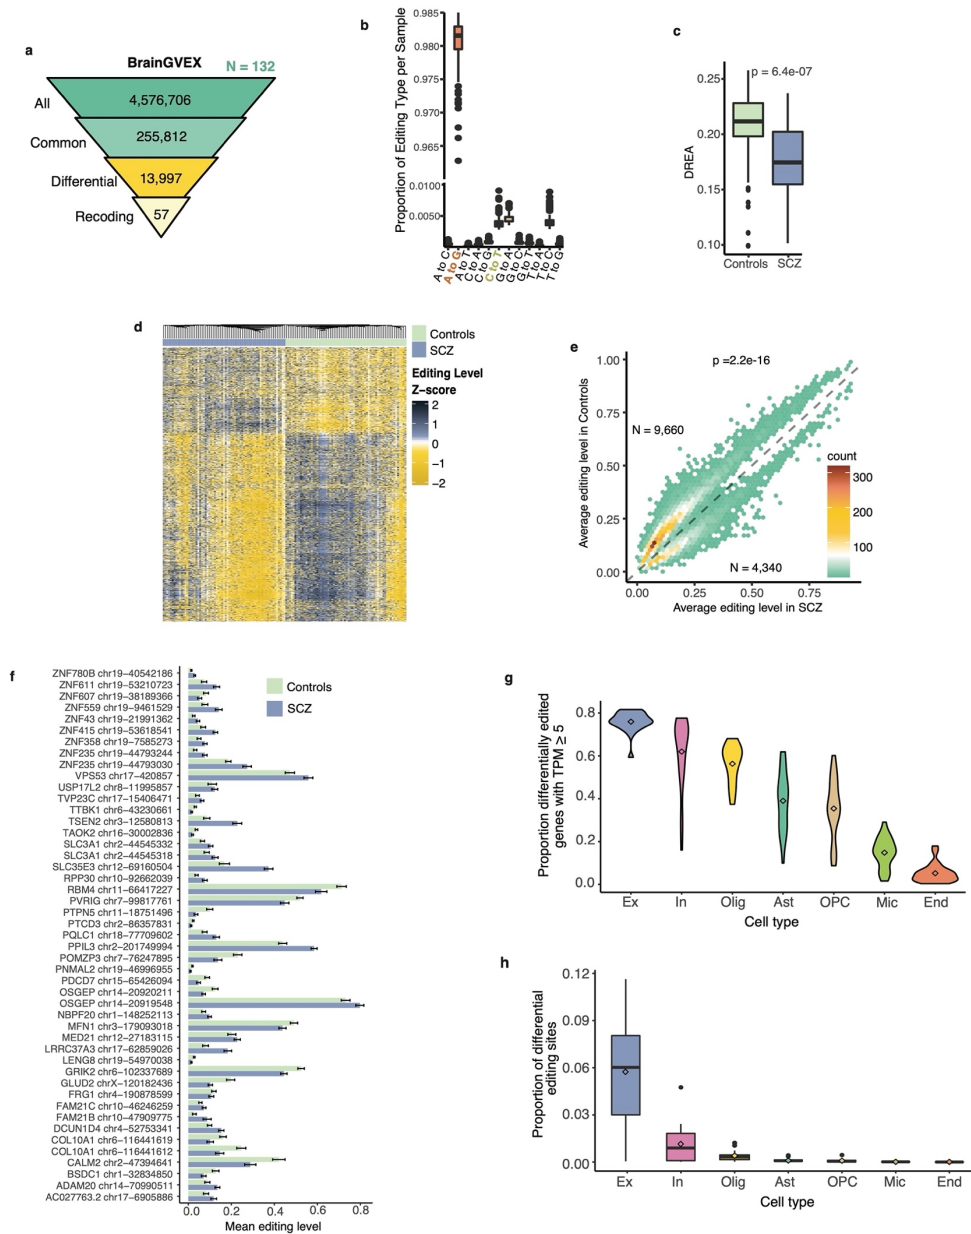 a
BrainGVEX
N = 132
All
4,576,706
Common
255,812
Differential
13,997
Recoding
57
b
Proportion of Editing Type per Sample
0.985
0.980
0.975
0.970
0.965
0.0100
0.0050
A to C
A to G
A to T
C to A
C to G
C to T
G to A
G to C
G to T
T to A
T to C
T to G
c
p = 6.4e-07
DREA
0.25
0.20
0.15
0.10
Controls
SCZ
d
Controls
SCZ
Editing Level
Z-score
2
1
0
-1
-2
e
p =2.2e-16
N = 9,660
N = 4,340
Average editing level in Controls
1.00
0.75
0.50
0.25
0.00
0.00
0.25
0.50
0.75
Average editing level in SCZ
count
300
200
100
f
Controls
SCZ
ZNF780B chr19-40542186
ZNF611 chr19-53210723
ZNF607 chr19-38189366
ZNF559 chr19-9461529
ZNF43 chr19-21991362
ZNF415 chr19-53618541
ZNF358 chr19-7585273
ZNF235 chr19-44793244
ZNF235 chr19-44793030
VPS53 chr17-420857
USP17L2 chr8-11995857
TVP23C chr17-15406471
TTBK1 chr6-43230661
TSEN2 chr3-12580813
TAOK2 chr16-30002836
SLC3A1 chr2-44545332
SLC3A1 chr2-44545318
SLC35E3 chr12-69160504
RPP30 chr10-92662039
RBM4 chr11-66417227
PVRIG chr7-99817761
PTPN5 chr11-18751496
PTCD3 chr2-86357831
PQLC1 chr18-77709602
PPIL3 chr2-201749994
POMZP3 chr7-76247895
PNMAL2 chr19-46996955
PDCD7 chr15-65426094
OSGEP chr14-20920211
OSGEP chr14-20919548
NBPF20 chr1-148252113
MFN1 chr3-179093018
MED21 chr12-27183115
LRRC37A3 chr17-62859026
LENG8 chr19-54970038
GRIK2 chr6-102337689
GLUD2 chrX-120182436
FRG1 chr4-190878599
FAM21C chr10-46246259
FAM21B chr10-47909775
DCUN1D4 chr4-52753341
COL10A1 chr6-116441619
COL10A1 chr6-116441612
CALM2 chr2-47394641
BSDC1 chr1-32834850
ADAM20 chr14-70990511
AC027763.2 chr17-6905886
0.0
0.2
0.4
0.6
0.8
Mean editing level
g
Proportion differentially edited
genes with TPM ≥ 5
0.8
0.6
0.4
0.2
0.0
Ex
In
Olig
Ast
OPC
Mic
End
Cell type
h
Proportion of differential
editing sites
0.12
0.09
0.06
0.03
0.00
Ex
In
Olig
Ast
OPC
Mic
End
Cell type